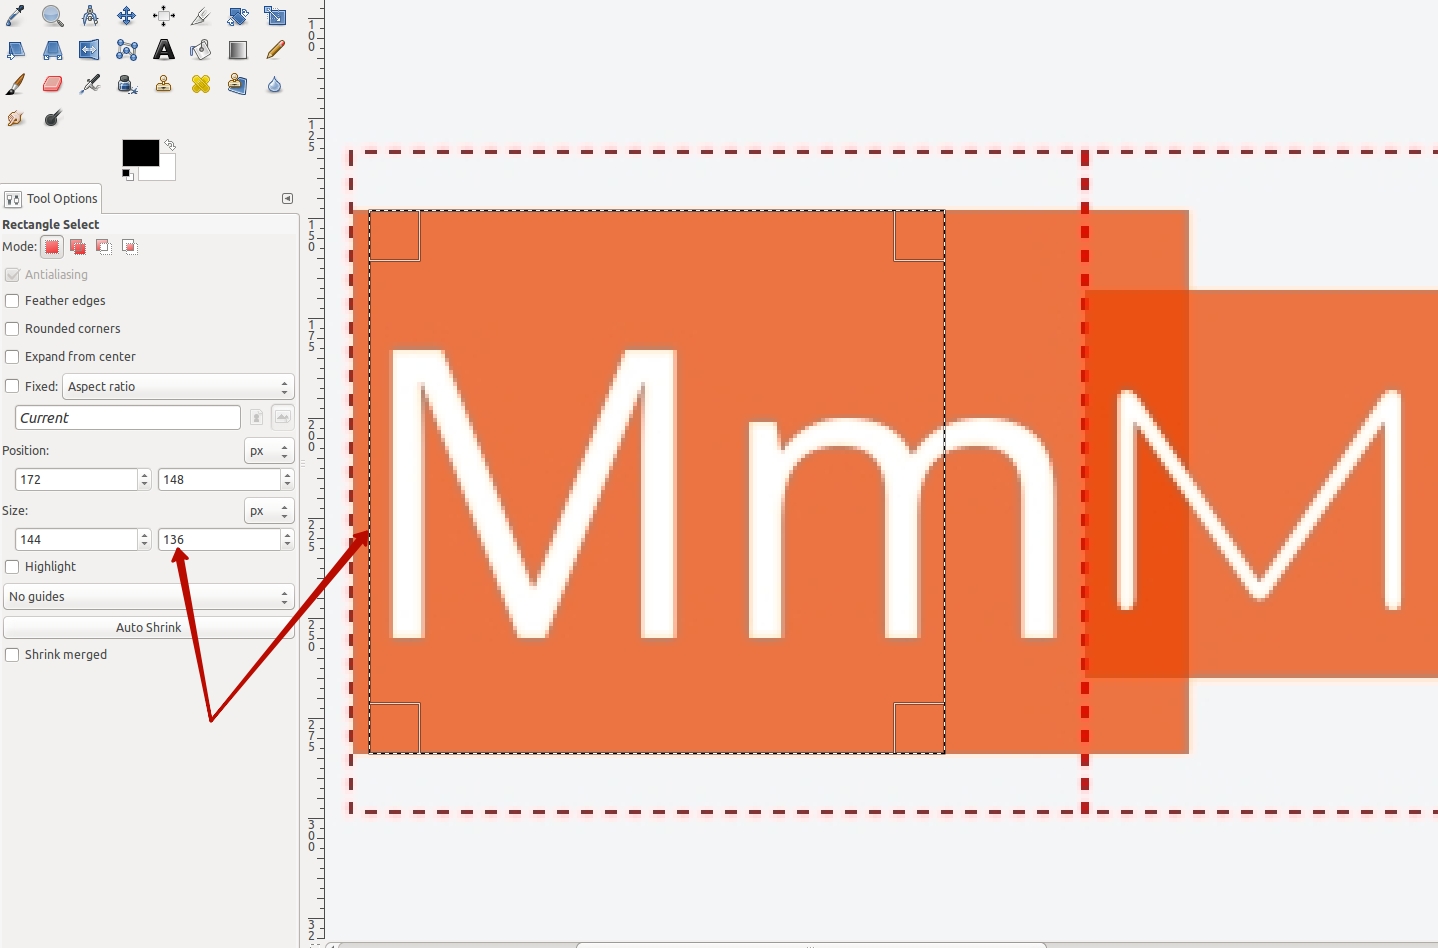 Tool Options
Rectangle Select
Mode:
Antialiasing
Feather edges
Rounded corners
Expand from center
Fixed: Aspect ratio
Current
Position: px
172 148
Size: px
144 136
Highlight
No guides
Auto Shrink
Shrink merged
100
125
150
175
200
225
250
275
300
32
Mm
M